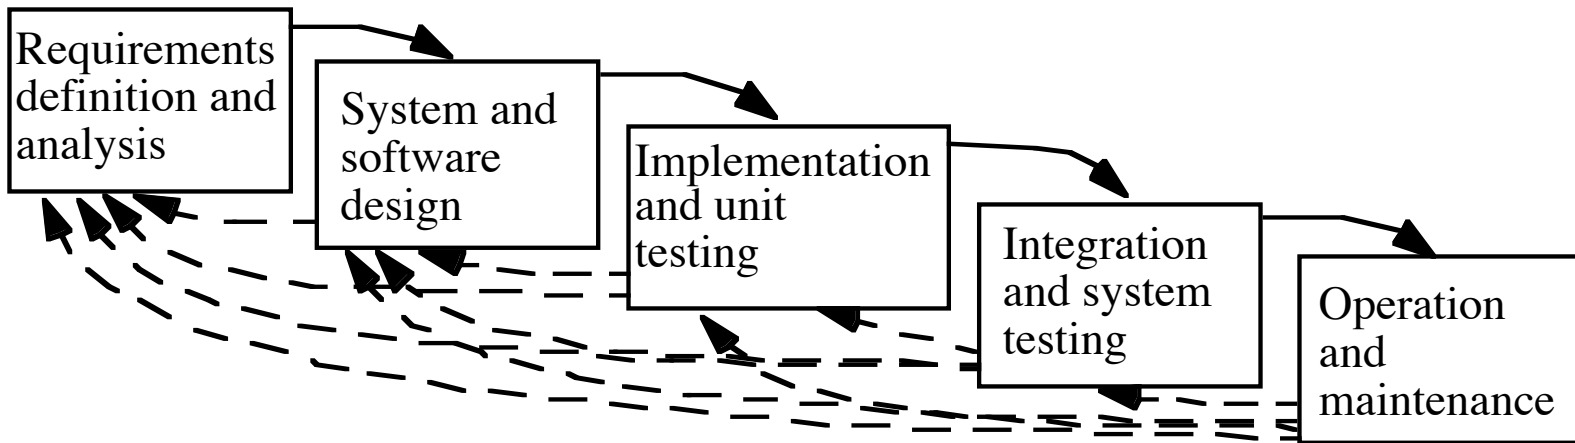 Requirements
definition and
analysis
System and
software
design
Implementation
and unit
testing
Integration
and system
testing
Operation
and
maintenance